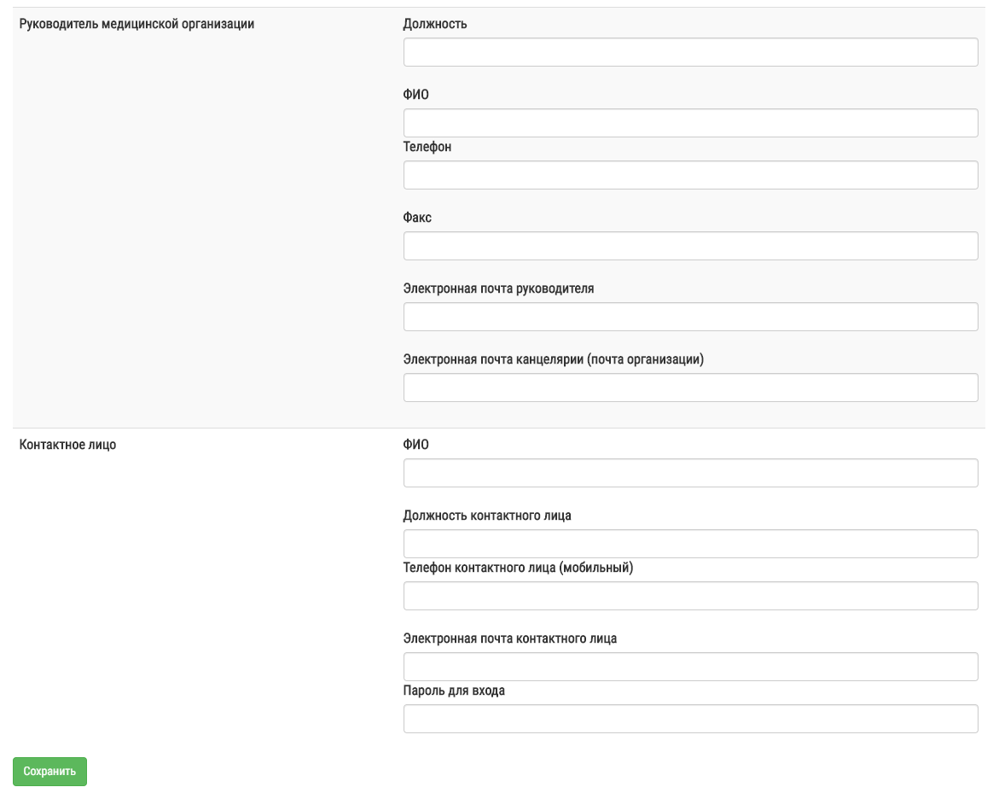 Руководитель медицинской организации
Должность
ФИО
Телефон
Факс
Электронная почта руководителя
Электронная почта канцелярии (почта организации)
Контактное лицо
ФИО
Должность контактного лица
Телефон контактного лица (мобильный)
Электронная почта контактного лица
Пароль для входа
Сохранить